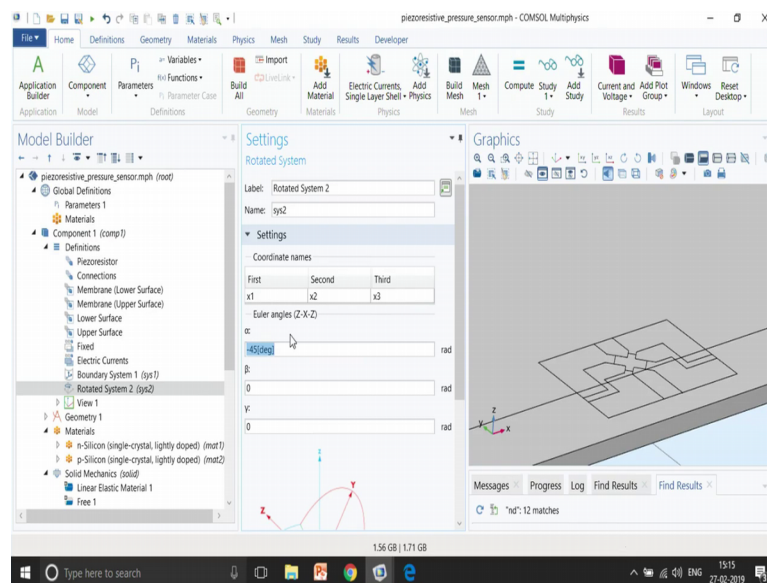 piezoresistive_pressure_sensor.mph - COMSOL Multiphysics
File Home Definitions Geometry Materials Physics Mesh Study Results Developer
Application Builder
Component
Parameters
Variables
Functions
Parameter Case
Build All
Import
LiveLink
Add Material
Electric Currents, Single Layer Shell
Add Physics
Build Mesh
Mesh 1
Compute
Study 1
Add Study
Current and Voltage
Add Plot Group
Windows
Reset Desktop
Application Model Definitions Geometry Materials Physics Mesh Study Results Layout
Model Builder
piezoresistive_pressure_sensor.mph (root)
Global Definitions
Parameters 1
Materials
Component 1 (comp1)
Definitions
Piezoresistor
Connections
Membrane (Lower Surface)
Membrane (Upper Surface)
Lower Surface
Upper Surface
Fixed
Electric Currents
Boundary System 1 (sys1)
Rotated System 2 (sys2)
View 1
Geometry 1
Materials
n-Silicon (single-crystal, lightly doped) (mat1)
p-Silicon (single-crystal, lightly doped) (mat2)
Solid Mechanics (solid)
Linear Elastic Material 1
Free 1
Settings
Rotated System
Label: Rotated System 2
Name: sys2
Settings
Coordinate names
First Second Third
x1 x2 x3
Euler angles (Z-X-Z)
α:
-45[deg] rad
β:
0 rad
γ:
0 rad
z
Y
Z
Graphics
z
y x
Messages Progress Log Find Results Find Results
"nd": 12 matches
1.56 GB | 1.71 GB
Type here to search
ENG
15:15
27-02-2019